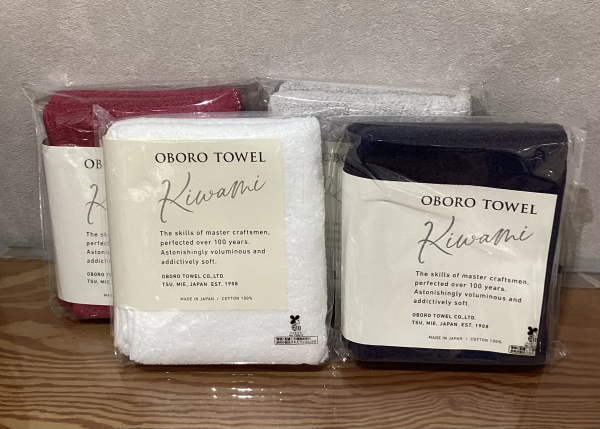 OB
OBORO TOWEL
Kiwami
The skills of master craftsmen,
perfected over 100 years.
Astonishingly voluminous and
addictively soft.
OBORO TOWEL CO.,LTD.
TSU, MIE, JAPAN EST. 1908
MADE IN JAPAN / COTTON 100%
OBORO TOWEL
Kiwami
The skills of master craftsmen,
perfected over 100 years.
Astonishingly voluminous and
addictively soft.
OBORO TOWEL CO.,LTD.
TSU, MIE, JAPAN EST. 1908
MADE IN JAPAN / COTTON 100%